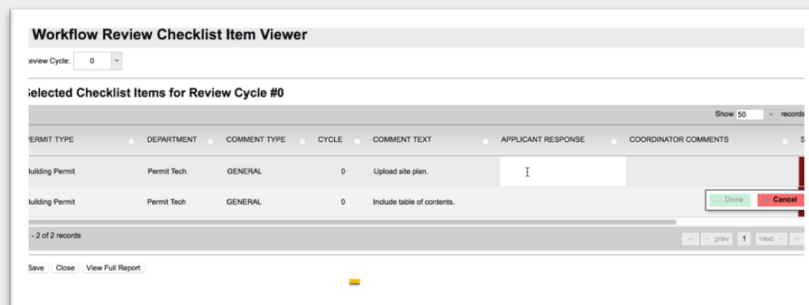 Workflow Review Checklist Item Viewer
eview Cycle: 0
Selected Checklist Items for Review Cycle #0
Show 50 records
PERMIT TYPE DEPARTMENT COMMENT TYPE CYCLE COMMENT TEXT APPLICANT RESPONSE COORDINATOR COMMENTS S
uilding Permit Permit Tech GENERAL 0 Upload site plan.
uilding Permit Permit Tech GENERAL 0 Include table of contents.
Done Cancel
- 2 of 2 records
prev 1 next
Save Close View Full Report